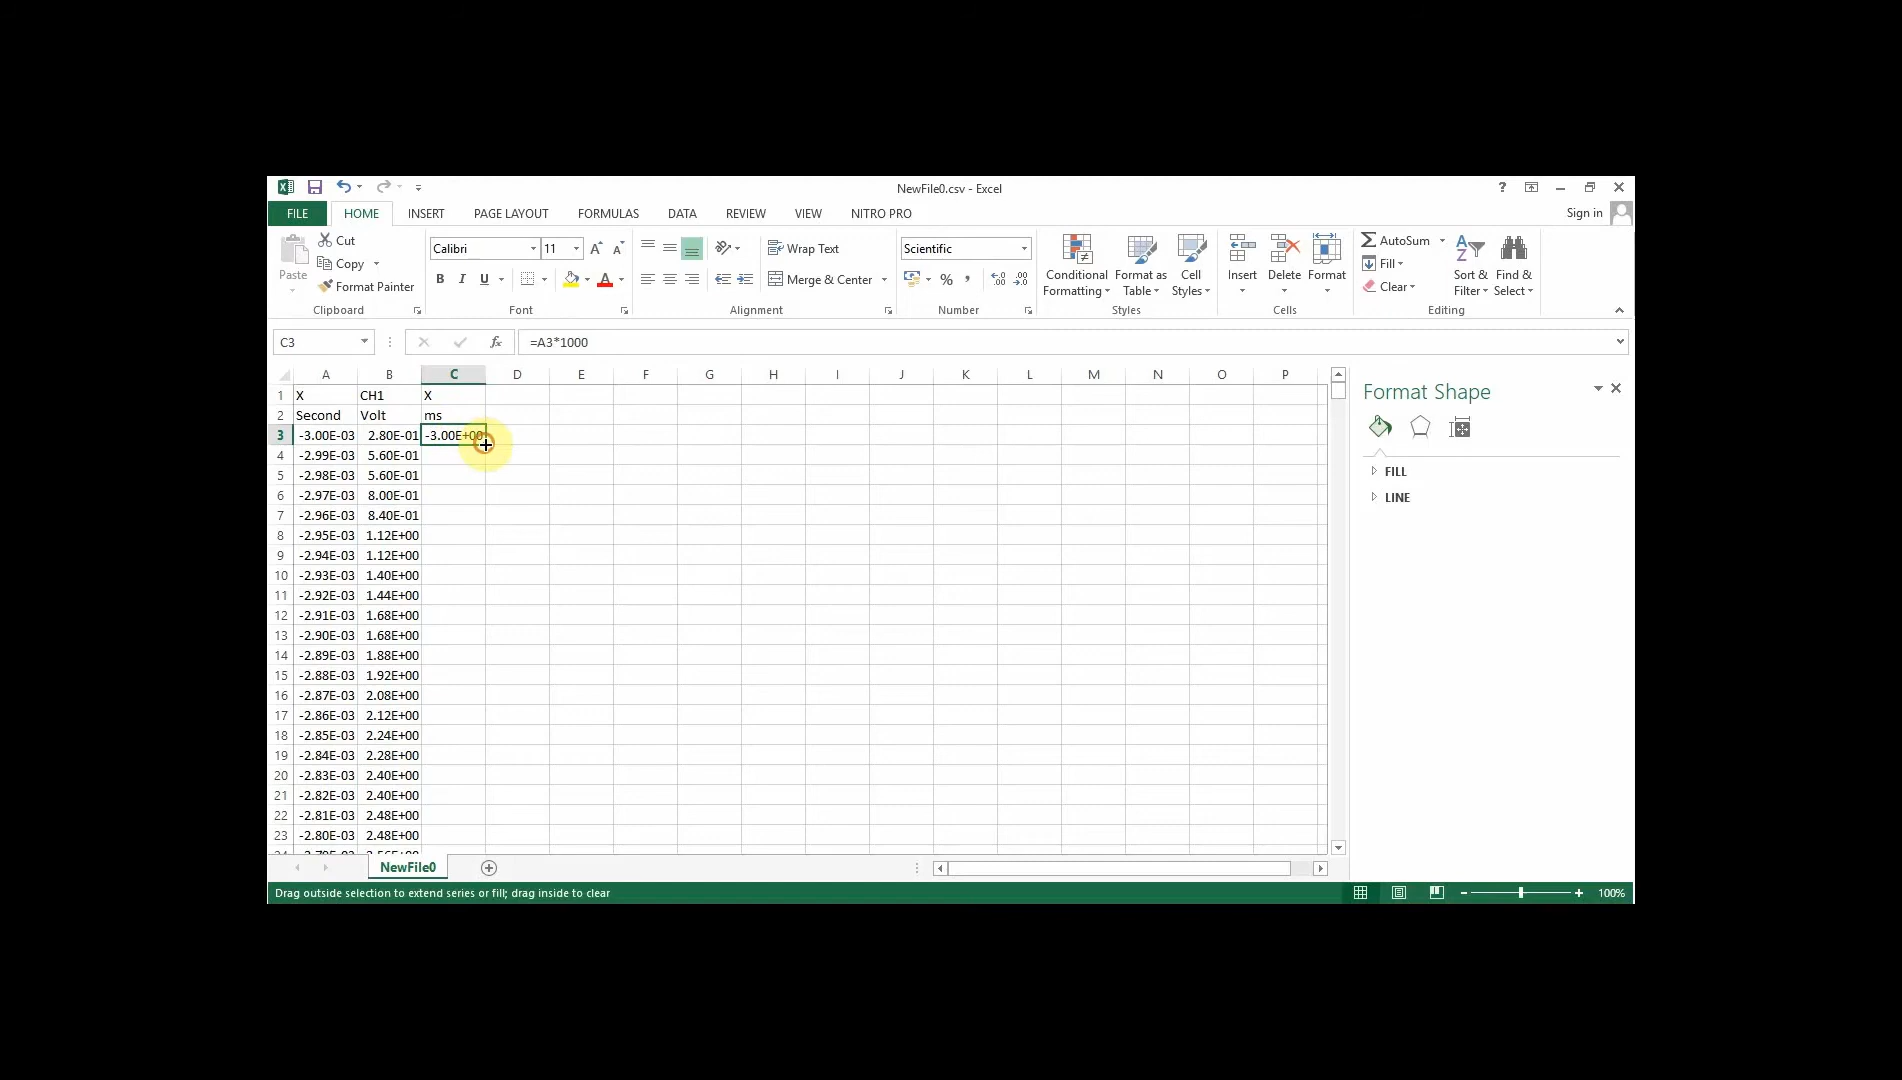 NewFile0.csv - Excel
?
FILE HOME INSERT PAGE LAYOUT FORMULAS DATA REVIEW VIEW NITRO PRO Sign in
Paste
Cut
Copy
Format Painter
Clipboard
Calibri 11
B I U
Font
Wrap Text
Merge & Center
Alignment
Scientific
%
Number
Conditional Formatting
Format as Table
Cell Styles
Styles
Insert
Delete
Format
Cells
AutoSum
Fill
Clear
Sort & Filter
Find & Select
Editing
C3 fx =A3*1000
A B C D E F G H I J K L M N O P
1 X CH1 X
2 Second Volt ms
3 -3.00E-03 2.80E-01 -3.00E+00
4 -2.99E-03 5.60E-01
5 -2.98E-03 5.60E-01
6 -2.97E-03 8.00E-01
7 -2.96E-03 8.40E-01
8 -2.95E-03 1.12E+00
9 -2.94E-03 1.12E+00
10 -2.93E-03 1.40E+00
11 -2.92E-03 1.44E+00
12 -2.91E-03 1.68E+00
13 -2.90E-03 1.68E+00
14 -2.89E-03 1.88E+00
15 -2.88E-03 1.92E+00
16 -2.87E-03 2.08E+00
17 -2.86E-03 2.12E+00
18 -2.85E-03 2.24E+00
19 -2.84E-03 2.28E+00
20 -2.83E-03 2.40E+00
21 -2.82E-03 2.40E+00
22 -2.81E-03 2.48E+00
23 -2.80E-03 2.48E+00
Format Shape
FILL
LINE
NewFile0
Drag outside selection to extend series or fill; drag inside to clear
100%